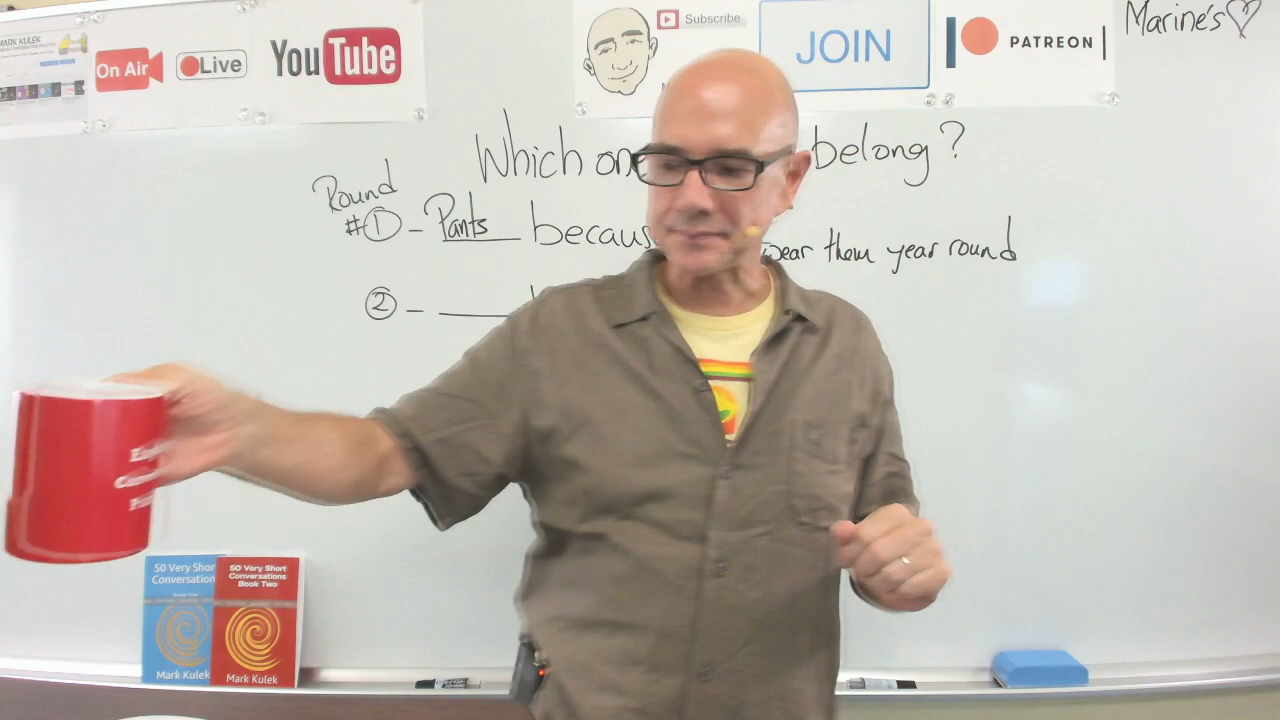 MARK KULEK
On Air
Live
YouTube
Subscribe
JOIN
PATREON
Marine's♡
Which on belong?
Round
#① - Pants becaus wear them year round
② -
50 Very Short
Conversations
Mark Kulek
50 Very Short
Conversations
Book Two
Mark Kulek